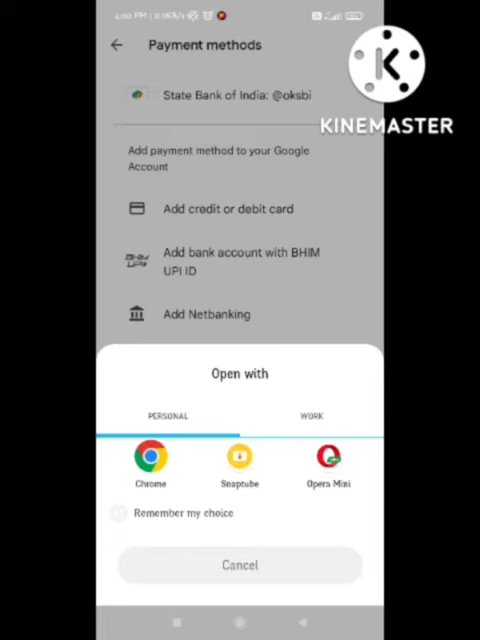 Payment methods
KINEMASTER
State Bank of India: @oksbi
Add payment method to your Google
Account
Add credit or debit card
Add bank account with BHIM
UPI ID
Add Netbanking
Open with
PERSONAL WORK
Chrome Snaptube Opera Mini
Remember my choice
Cancel